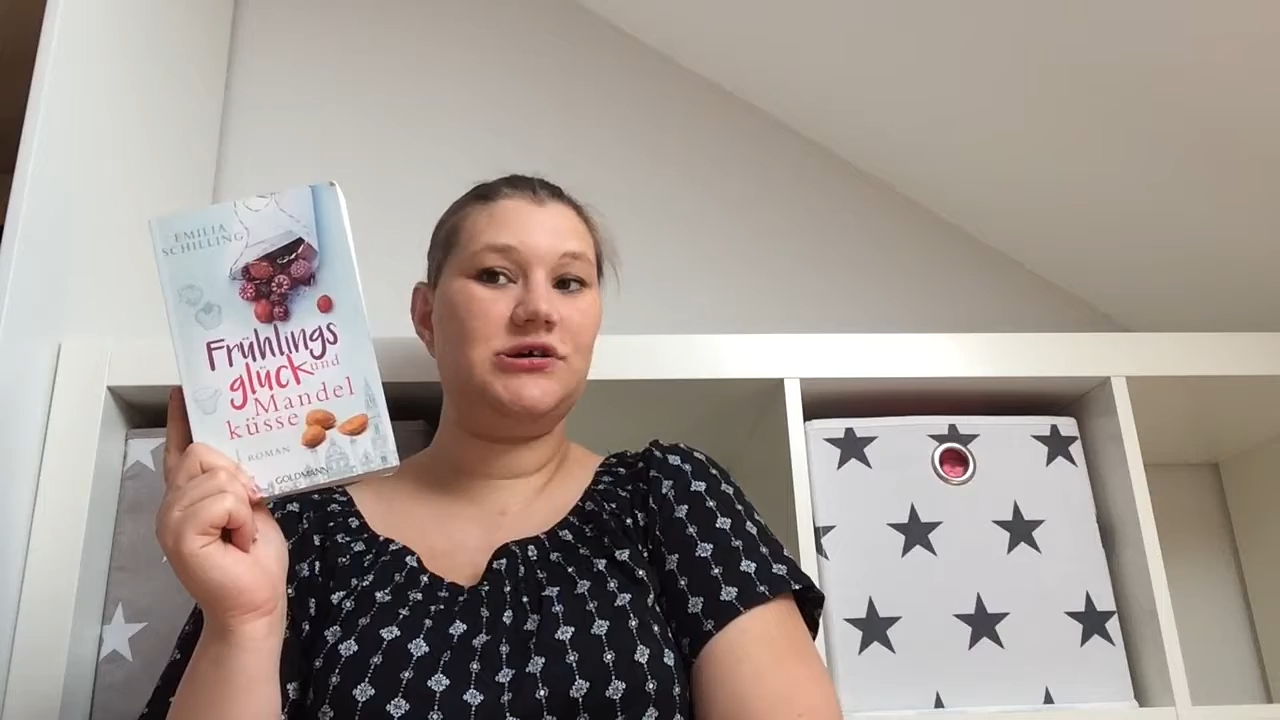 EMILIA
SCHILLING
Frühlings
glück und
Mandel
küsse
ROMAN
GOLDMANN